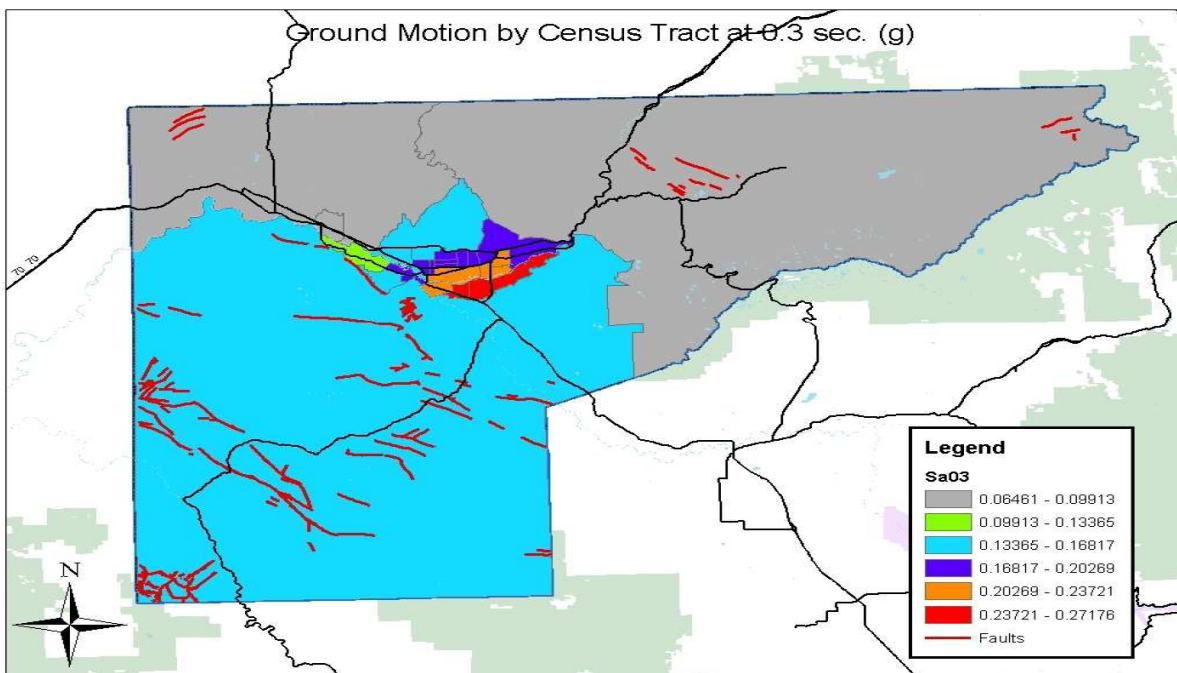 Ground Motion by Census Tract at 0.3 sec. (g)
70 70
N
Legend
Sa03
0.06461 - 0.09913
0.09913 - 0.13365
0.13365 - 0.16817
0.16817 - 0.20269
0.20269 - 0.23721
0.23721 - 0.27176
Faults